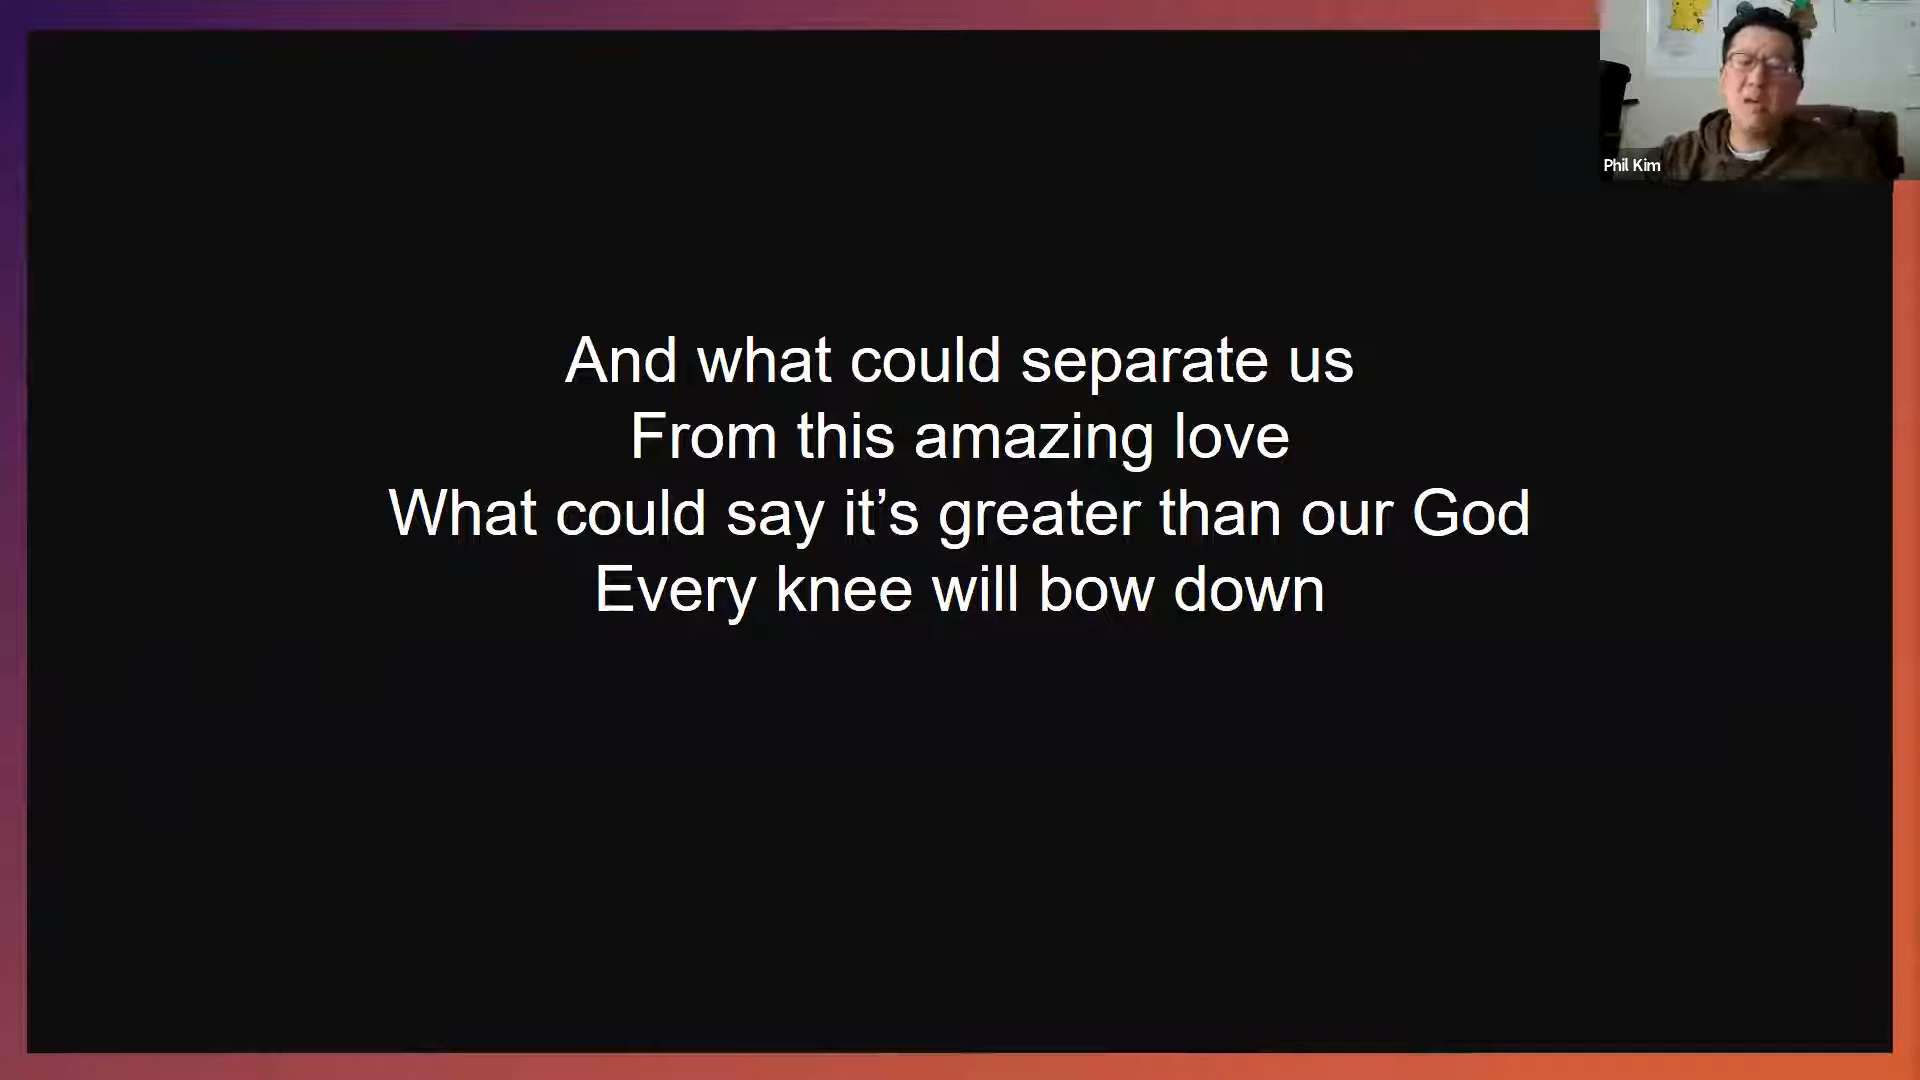 Phil Kim
And what could separate us
From this amazing love
What could say it’s greater than our God
Every knee will bow down